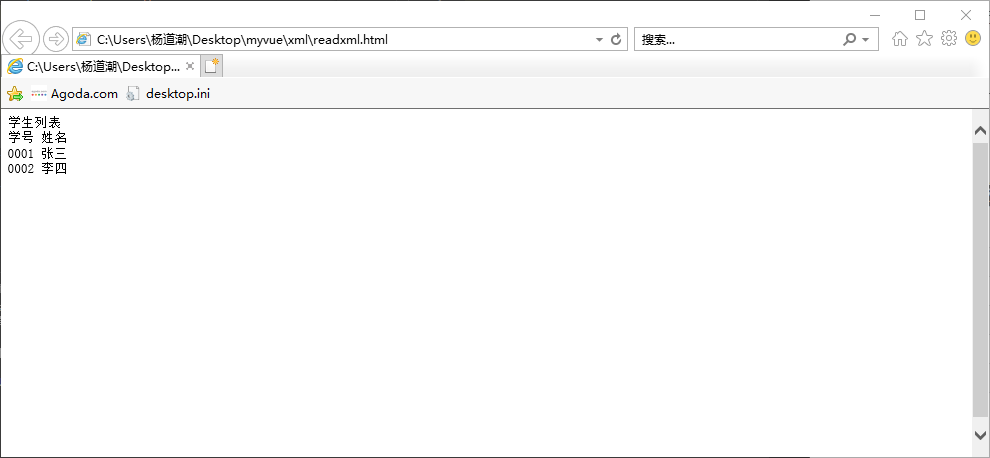 C:\Users\杨道潮\Desktop\myvue\xml\readxml.html
搜索...
C:\Users\杨道潮\Desktop...
Agoda.com desktop.ini
学生列表
学号 姓名
0001 张三
0002 李四